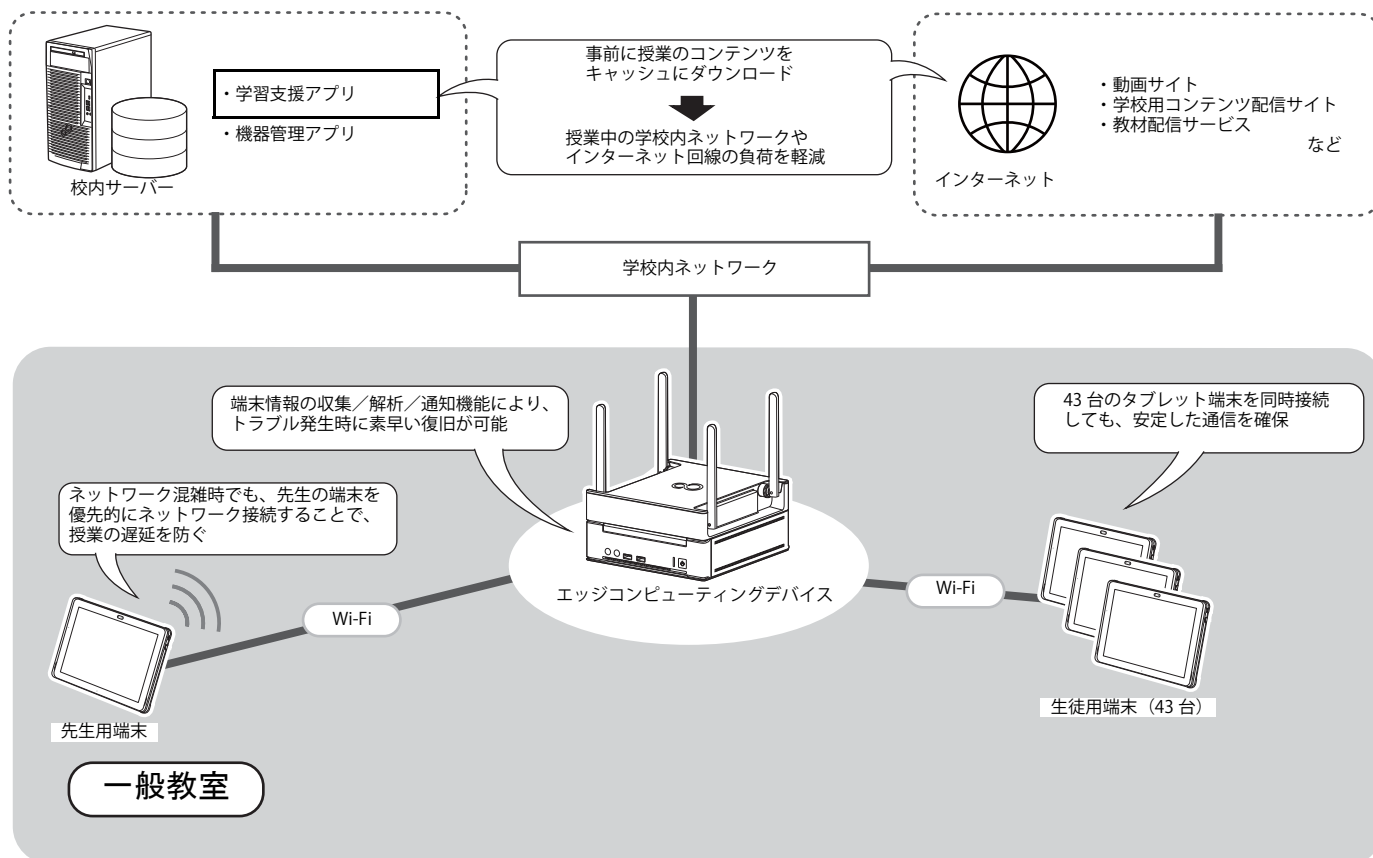 ・学習支援アプリ
・機器管理アプリ
校内サーバー
事前に授業のコンテンツを
キャッシュにダウンロード
授業中の学校内ネットワークや
インターネット回線の負荷を軽減
インターネット
・動画サイト
・学校用コンテンツ配信サイト
・教材配信サービス
など
学校内ネットワーク
端末情報の収集／解析／通知機能により、
トラブル発生時に素早い復旧が可能
43 台のタブレット端末を同時接続
しても、安定した通信を確保
ネットワーク混雑時でも、先生の端末を
優先的にネットワーク接続することで、
授業の遅延を防ぐ
エッジコンピューティングデバイス
Wi-Fi
Wi-Fi
先生用端末
生徒用端末（43 台）
一般教室